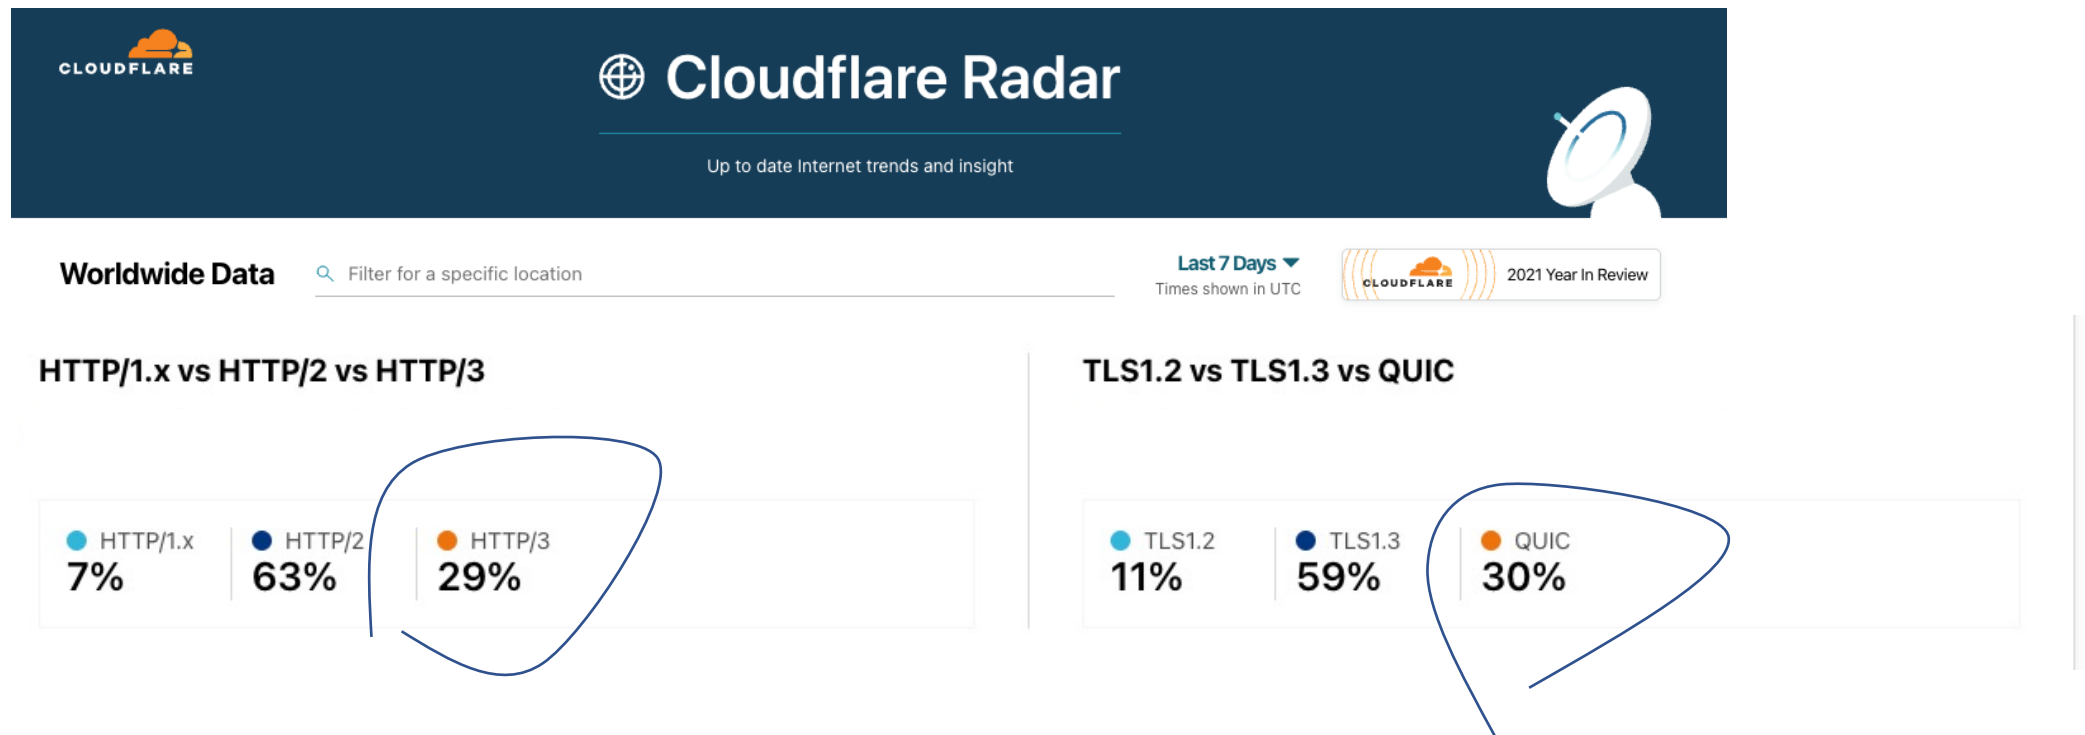 CLOUDFLARE
Cloudflare Radar
Up to date Internet trends and insight
Worldwide Data
Filter for a specific location
Last 7 Days
Times shown in UTC
CLOUDFLARE
2021 Year In Review
HTTP/1.x vs HTTP/2 vs HTTP/3
HTTP/1.x
7%
HTTP/2
63%
HTTP/3
29%
TLS1.2 vs TLS1.3 vs QUIC
TLS1.2
11%
TLS1.3
59%
QUIC
30%